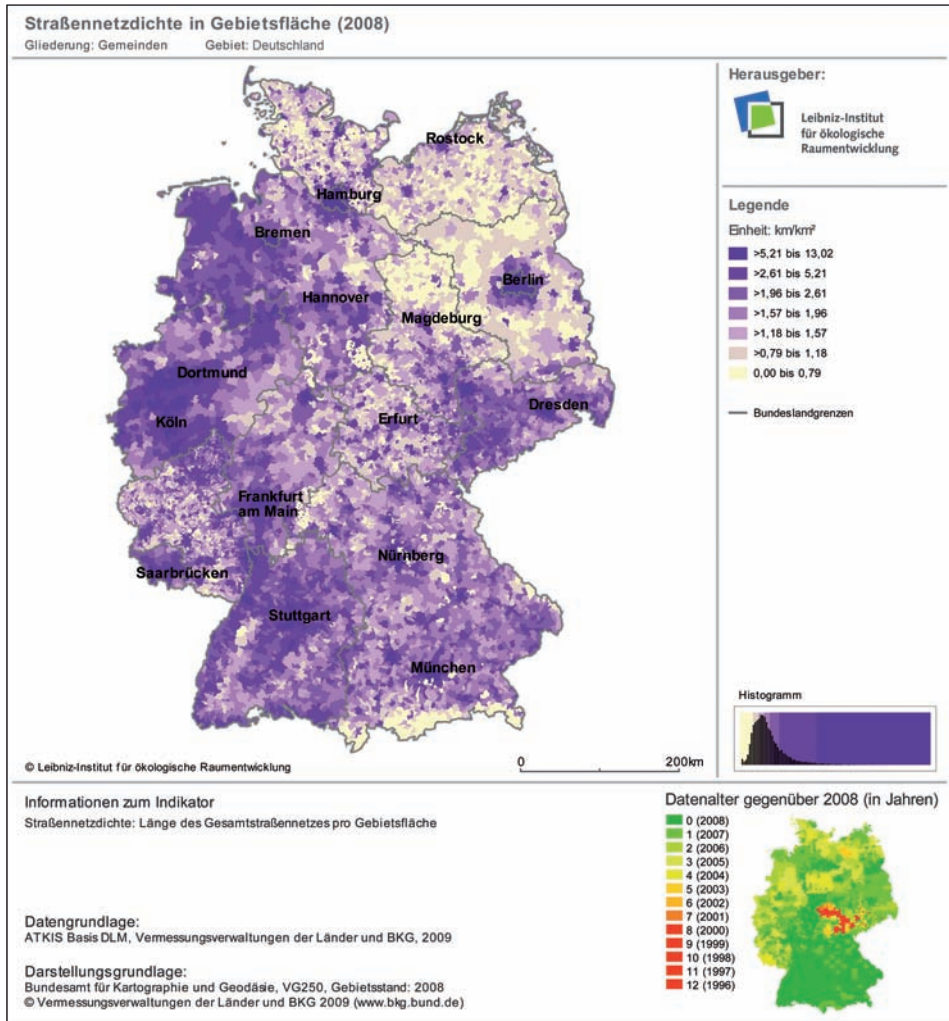 Straßennetzdichte in Gebietsfläche (2008)
Gliederung: Gemeinden Gebiet: Deutschland
Rostock
Hamburg
Bremen
Berlin
Hannover
Magdeburg
Dortmund
Dresden
Köln
Erfurt
Frankfurt
am Main
Nürnberg
Saarbrücken
Stuttgart
München
© Leibniz-Institut für ökologische Raumentwicklung
0 200km
Herausgeber:
Leibniz-Institut
für ökologische
Raumentwicklung
Legende
Einheit: km/km²
>5,21 bis 13,02
>2,61 bis 5,21
>1,96 bis 2,61
>1,57 bis 1,96
>1,18 bis 1,57
>0,79 bis 1,18
0,00 bis 0,79
Bundeslandgrenzen
Histogramm
Informationen zum Indikator
Straßennetzdichte: Länge des Gesamtstraßennetzes pro Gebietsfläche
Datengrundlage:
ATKIS Basis DLM, Vermessungsverwaltungen der Länder und BKG, 2009
Darstellungsgrundlage:
Bundesamt für Kartographie und Geodäsie, VG250, Gebietsstand: 2008
© Vermessungsverwaltungen der Länder und BKG 2009 (www.bkg.bund.de)
Datenalter gegenüber 2008 (in Jahren)
0 (2008)
1 (2007)
2 (2006)
3 (2005)
4 (2004)
5 (2003)
6 (2002)
7 (2001)
8 (2000)
9 (1999)
10 (1998)
11 (1997)
12 (1996)